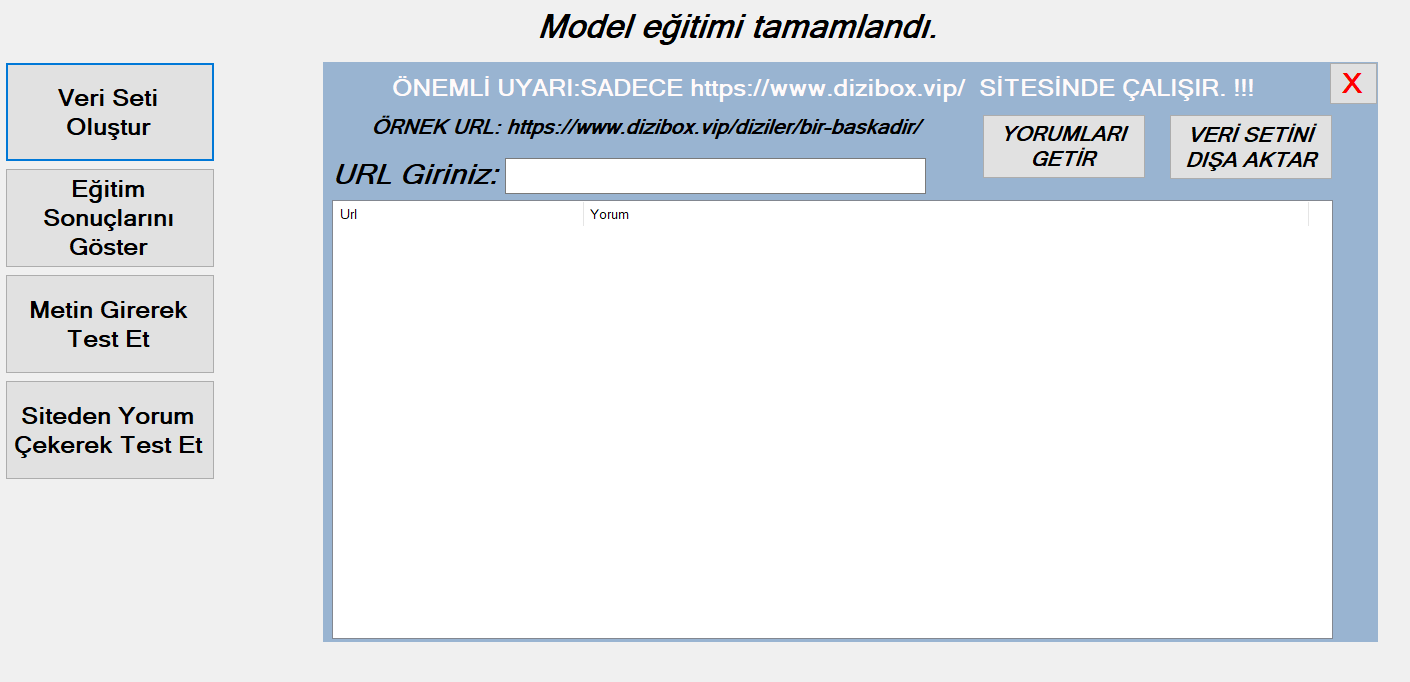 Model eğitimi tamamlandı.
Veri Seti
Oluştur
Eğitim
Sonuçlarını
Göster
Metin Girerek
Test Et
Siteden Yorum
Çekerek Test Et
ÖNEMLİ UYARI:SADECE https://www.dizibox.vip/  SİTESİNDE ÇALIŞIR. !!!
X
ÖRNEK URL: https://www.dizibox.vip/diziler/bir-baskadir/
URL Giriniz:
YORUMLARI
GETİR
VERİ SETİNİ
DIŞA AKTAR
Url Yorum